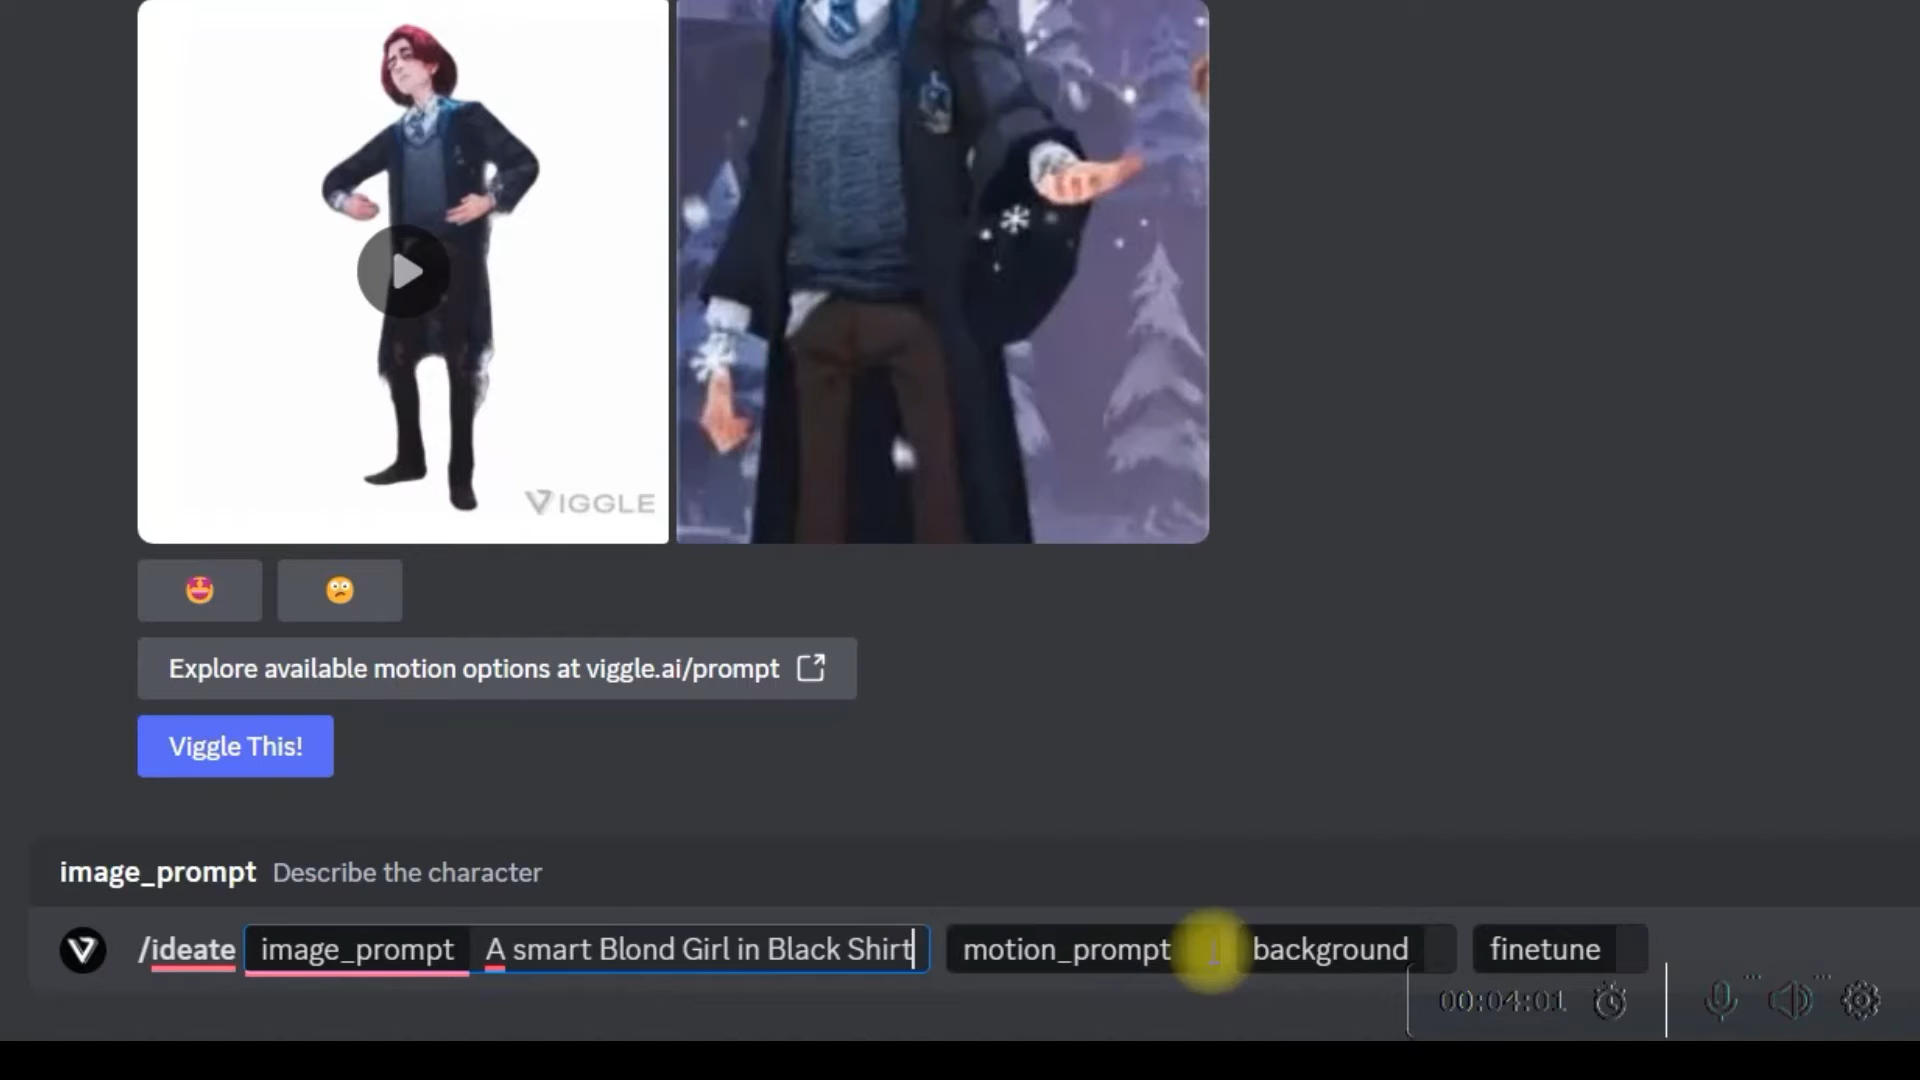 VIGGLE
Explore available motion options at viggle.ai/prompt
Viggle This!
image_prompt Describe the character
/ideate image_prompt A smart Blond Girl in Black Shirt motion_prompt background finetune
00:04:01